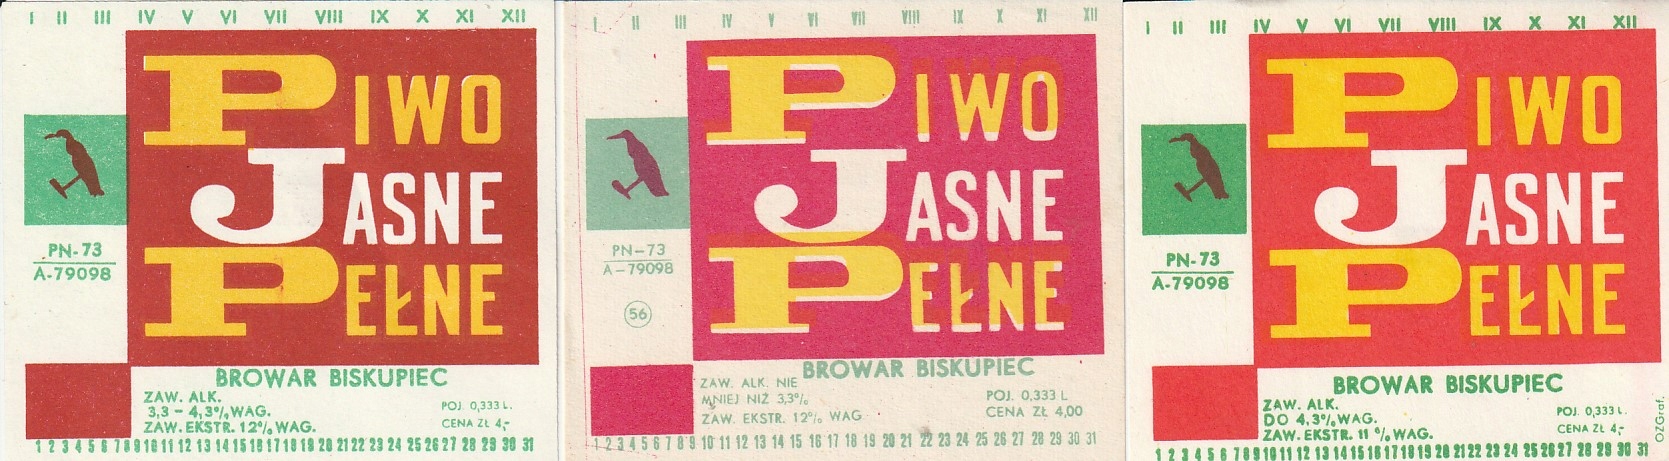 I II III IV V VI VII VIII IX X XI XII
PIWO
JASNE
PEŁNE
PN-73
A-79098
BROWAR BISKUPIEC
ZAW. ALK.
3,3 - 4,3% WAG.
ZAW. EKSTR. 12% WAG.
POJ. 0,333 L.
CENA ZŁ 4,-
1 2 3 4 5 6 7 8 9 10 11 12 13 14 15 16 17 18 19 20 21 22 23 24 25 26 27 28 29 30 31
I II III IV V VI VII VIII IX X XI XII
PIWO
JASNE
PEŁNE
PN-73
A-79098
56
BROWAR BISKUPIEC
ZAW. ALK. NIE
MNIEJ NIŻ 3,3%
ZAW. EKSTR. 12% WAG
POJ. 0,333 L
CENA ZŁ 4,00
1 2 3 4 5 6 7 8 9 10 11 12 13 14 15 16 17 18 19 20 21 22 23 24 25 26 27 28 29 30 31
I II III IV V VI VII VIII IX X XI XII
PIWO
JASNE
PEŁNE
PN-73
A-79098
BROWAR BISKUPIEC
ZAW. ALK.
DO 4,3% WAG.
ZAW. EKSTR. 11 % WAG.
POJ. 0,333 L.
CENA ZŁ 4,-
OZGraf.
1 2 3 4 5 6 7 8 9 10 11 12 13 14 15 16 17 18 19 20 21 22 23 24 25 26 27 28 29 30 31